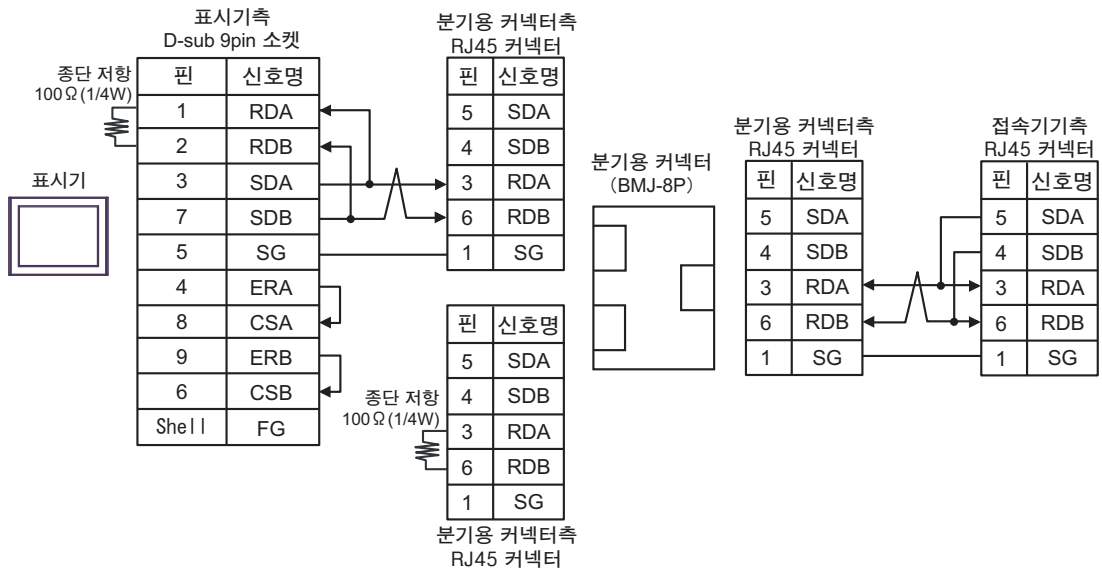 표시기측
D-sub 9pin 소켓
종단 저항
100Ω(1/4W)
핀 신호명
1 RDA
2 RDB
3 SDA
7 SDB
5 SG
4 ERA
8 CSA
9 ERB
6 CSB
Shell FG
표시기
분기용 커넥터측
RJ45 커넥터
핀 신호명
5 SDA
4 SDB
3 RDA
6 RDB
1 SG
종단 저항
100Ω(1/4W)
핀 신호명
5 SDA
4 SDB
3 RDA
6 RDB
1 SG
분기용 커넥터측
RJ45 커넥터
분기용 커넥터
(BMJ-8P)
분기용 커넥터측
RJ45 커넥터
핀 신호명
5 SDA
4 SDB
3 RDA
6 RDB
1 SG
접속기기측
RJ45 커넥터
핀 신호명
5 SDA
4 SDB
3 RDA
6 RDB
1 SG